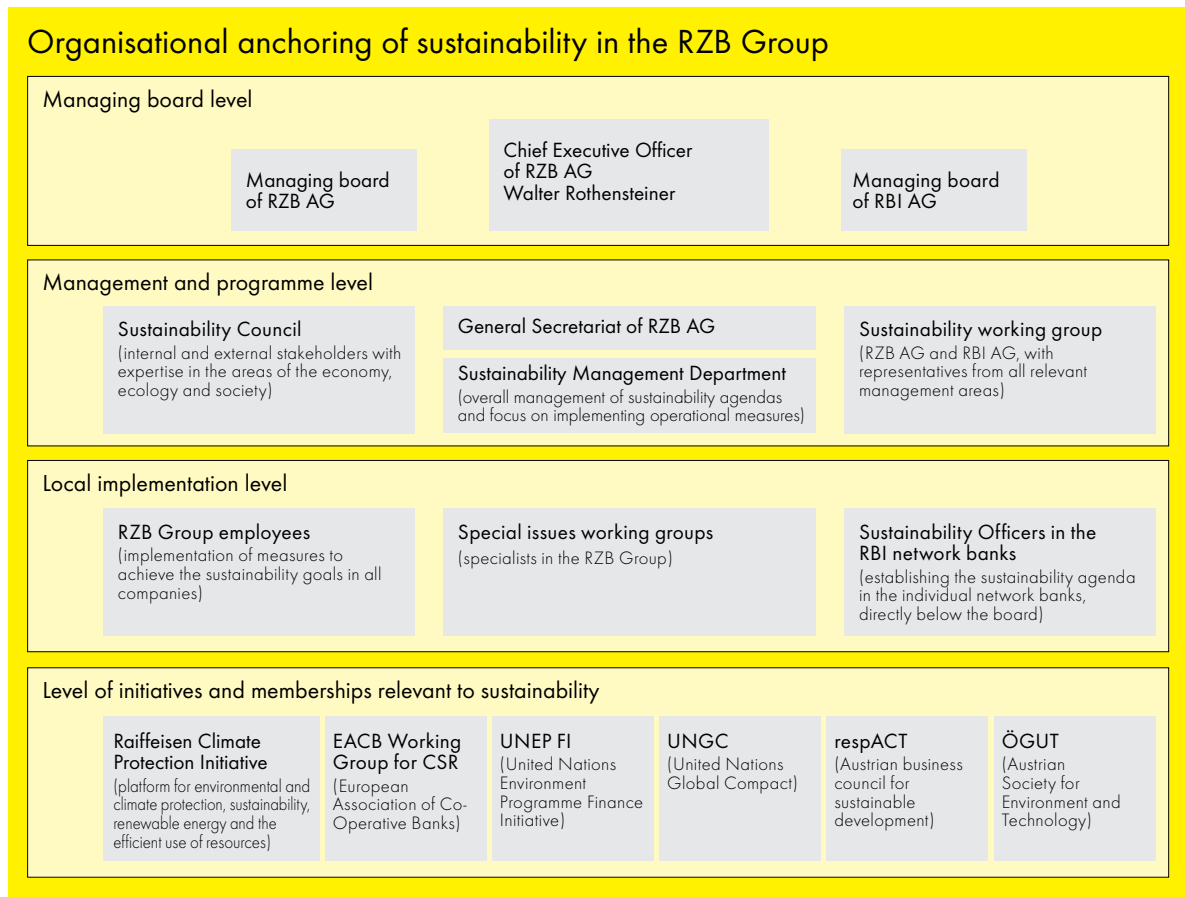 Organisational anchoring of sustainability in the RZB Group
Managing board level
Managing board
of RZB AG
Chief Executive Officer
of RZB AG
Walter Rothensteiner
Managing board
of RBI AG
Management and programme level
Sustainability Council
(internal and external stakeholders with
expertise in the areas of the economy,
ecology and society)
General Secretariat of RZB AG
Sustainability Management Department
(overall management of sustainability agendas
and focus on implementing operational measures)
Sustainability working group
(RZB AG and RBI AG, with
representatives from all relevant
management areas)
Local implementation level
RZB Group employees
(implementation of measures to
achieve the sustainability goals in all
companies)
Special issues working groups
(specialists in the RZB Group)
Sustainability Officers in the
RBI network banks
(establishing the sustainability agenda
in the individual network banks,
directly below the board)
Level of initiatives and memberships relevant to sustainability
Raiffeisen Climate
Protection Initiative
(platform for environmental and
climate protection, sustainability,
renewable energy and the
efficient use of resources)
EACB Working
Group for CSR
(European
Association of Co-
Operative Banks)
UNEP FI
(United Nations
Environment
Programme Finance
Initiative)
UNGC
(United Nations
Global Compact)
respACT
(Austrian business
council for
sustainable
development)
ÖGUT
(Austrian
Society for
Environment and
Technology)